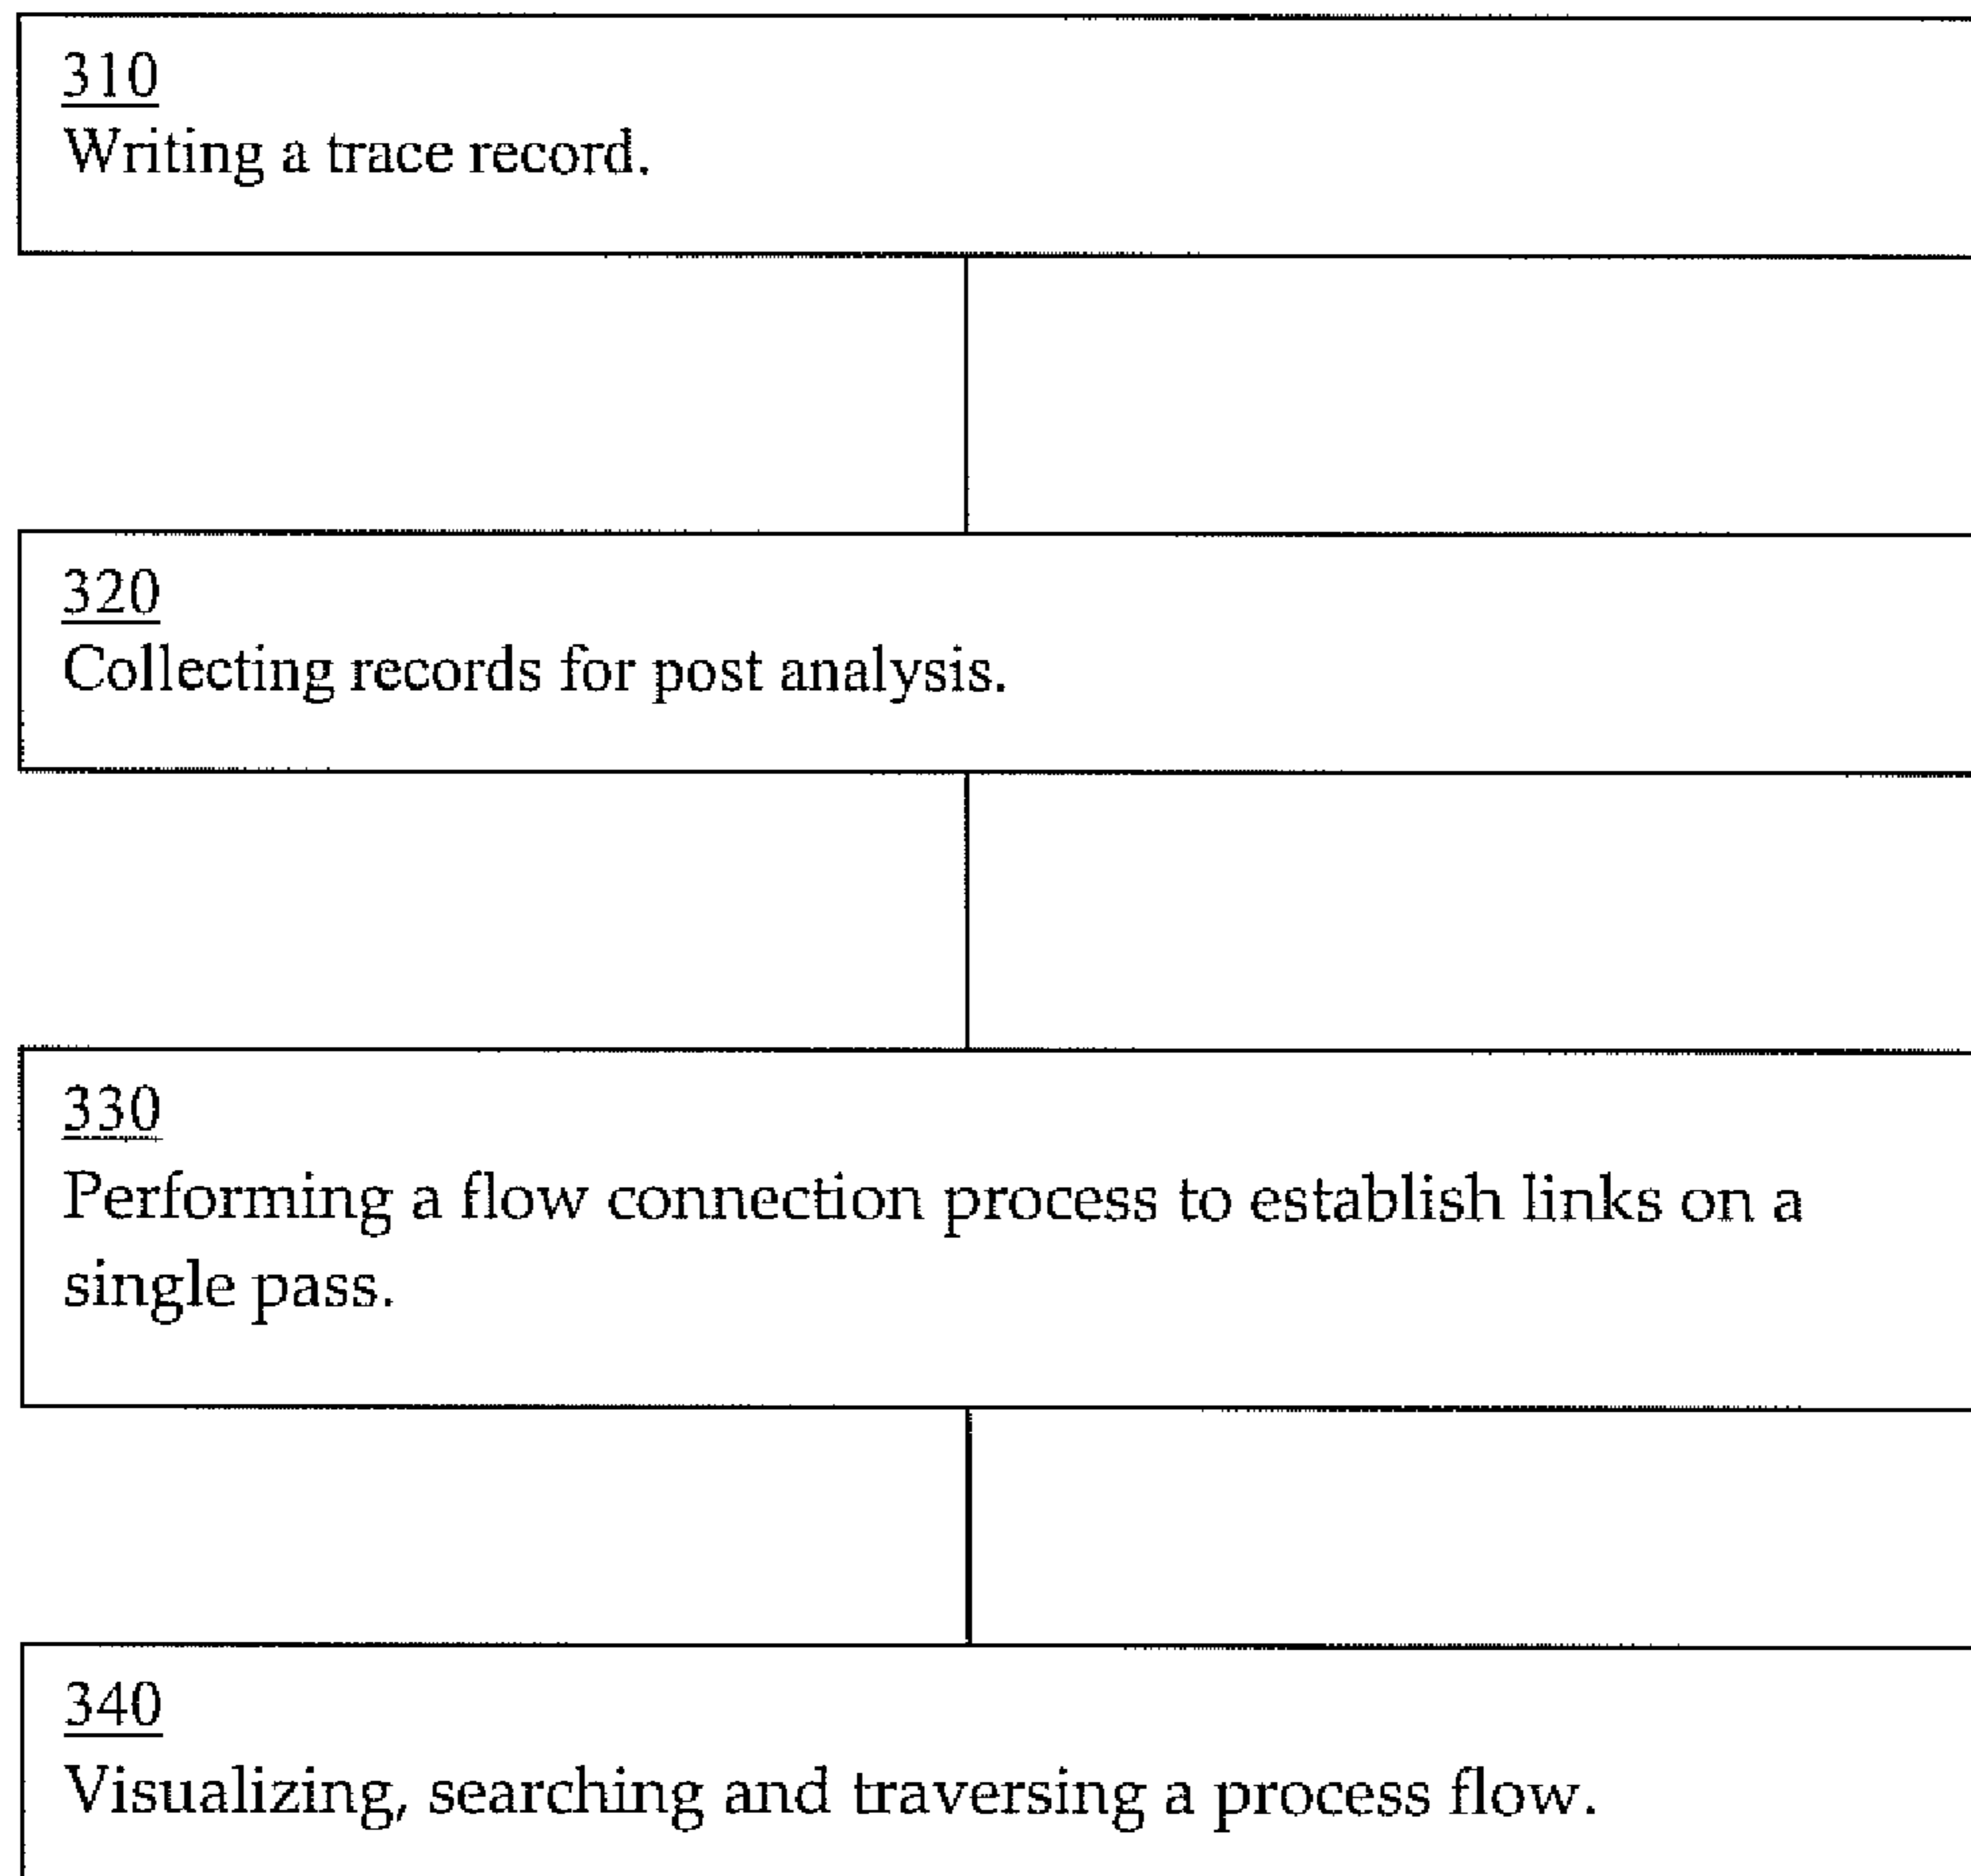 310
Writing a trace record.
320
Collecting records for post analysis.
330
Performing a flow connection process to establish links on a
single pass.
340
Visualizing, searching and traversing a process flow.